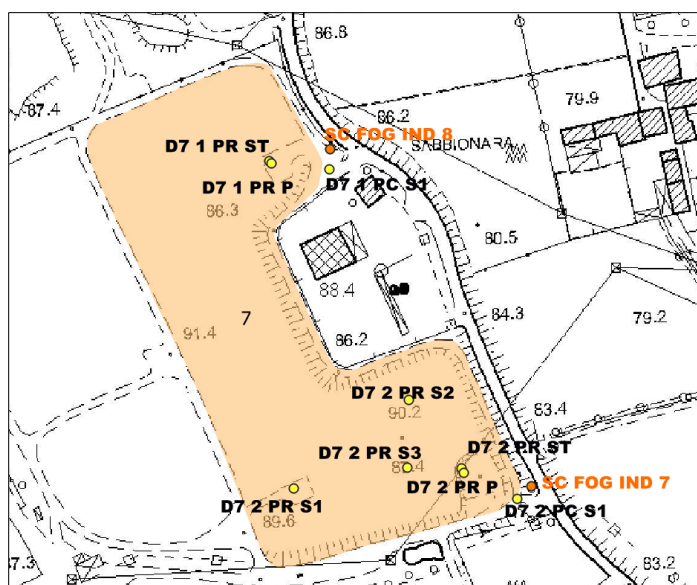 86.8
87.4
79.9
86.2
SC FOG IND 8
SABBIONARA
D7 1 PR ST
D7 1 PR P
D7 1 PC S1
86.3
80.5
88.4
79.2
84.3
7
91.4
86.2
D7 2 PR S2
90.2
83.4
D7 2 PR ST
D7 2 PR S3
D7 2 PR P
SC FOG IND 7
D7 2 PR S1
D7 2 PC S1
89.6
87.3
83.2